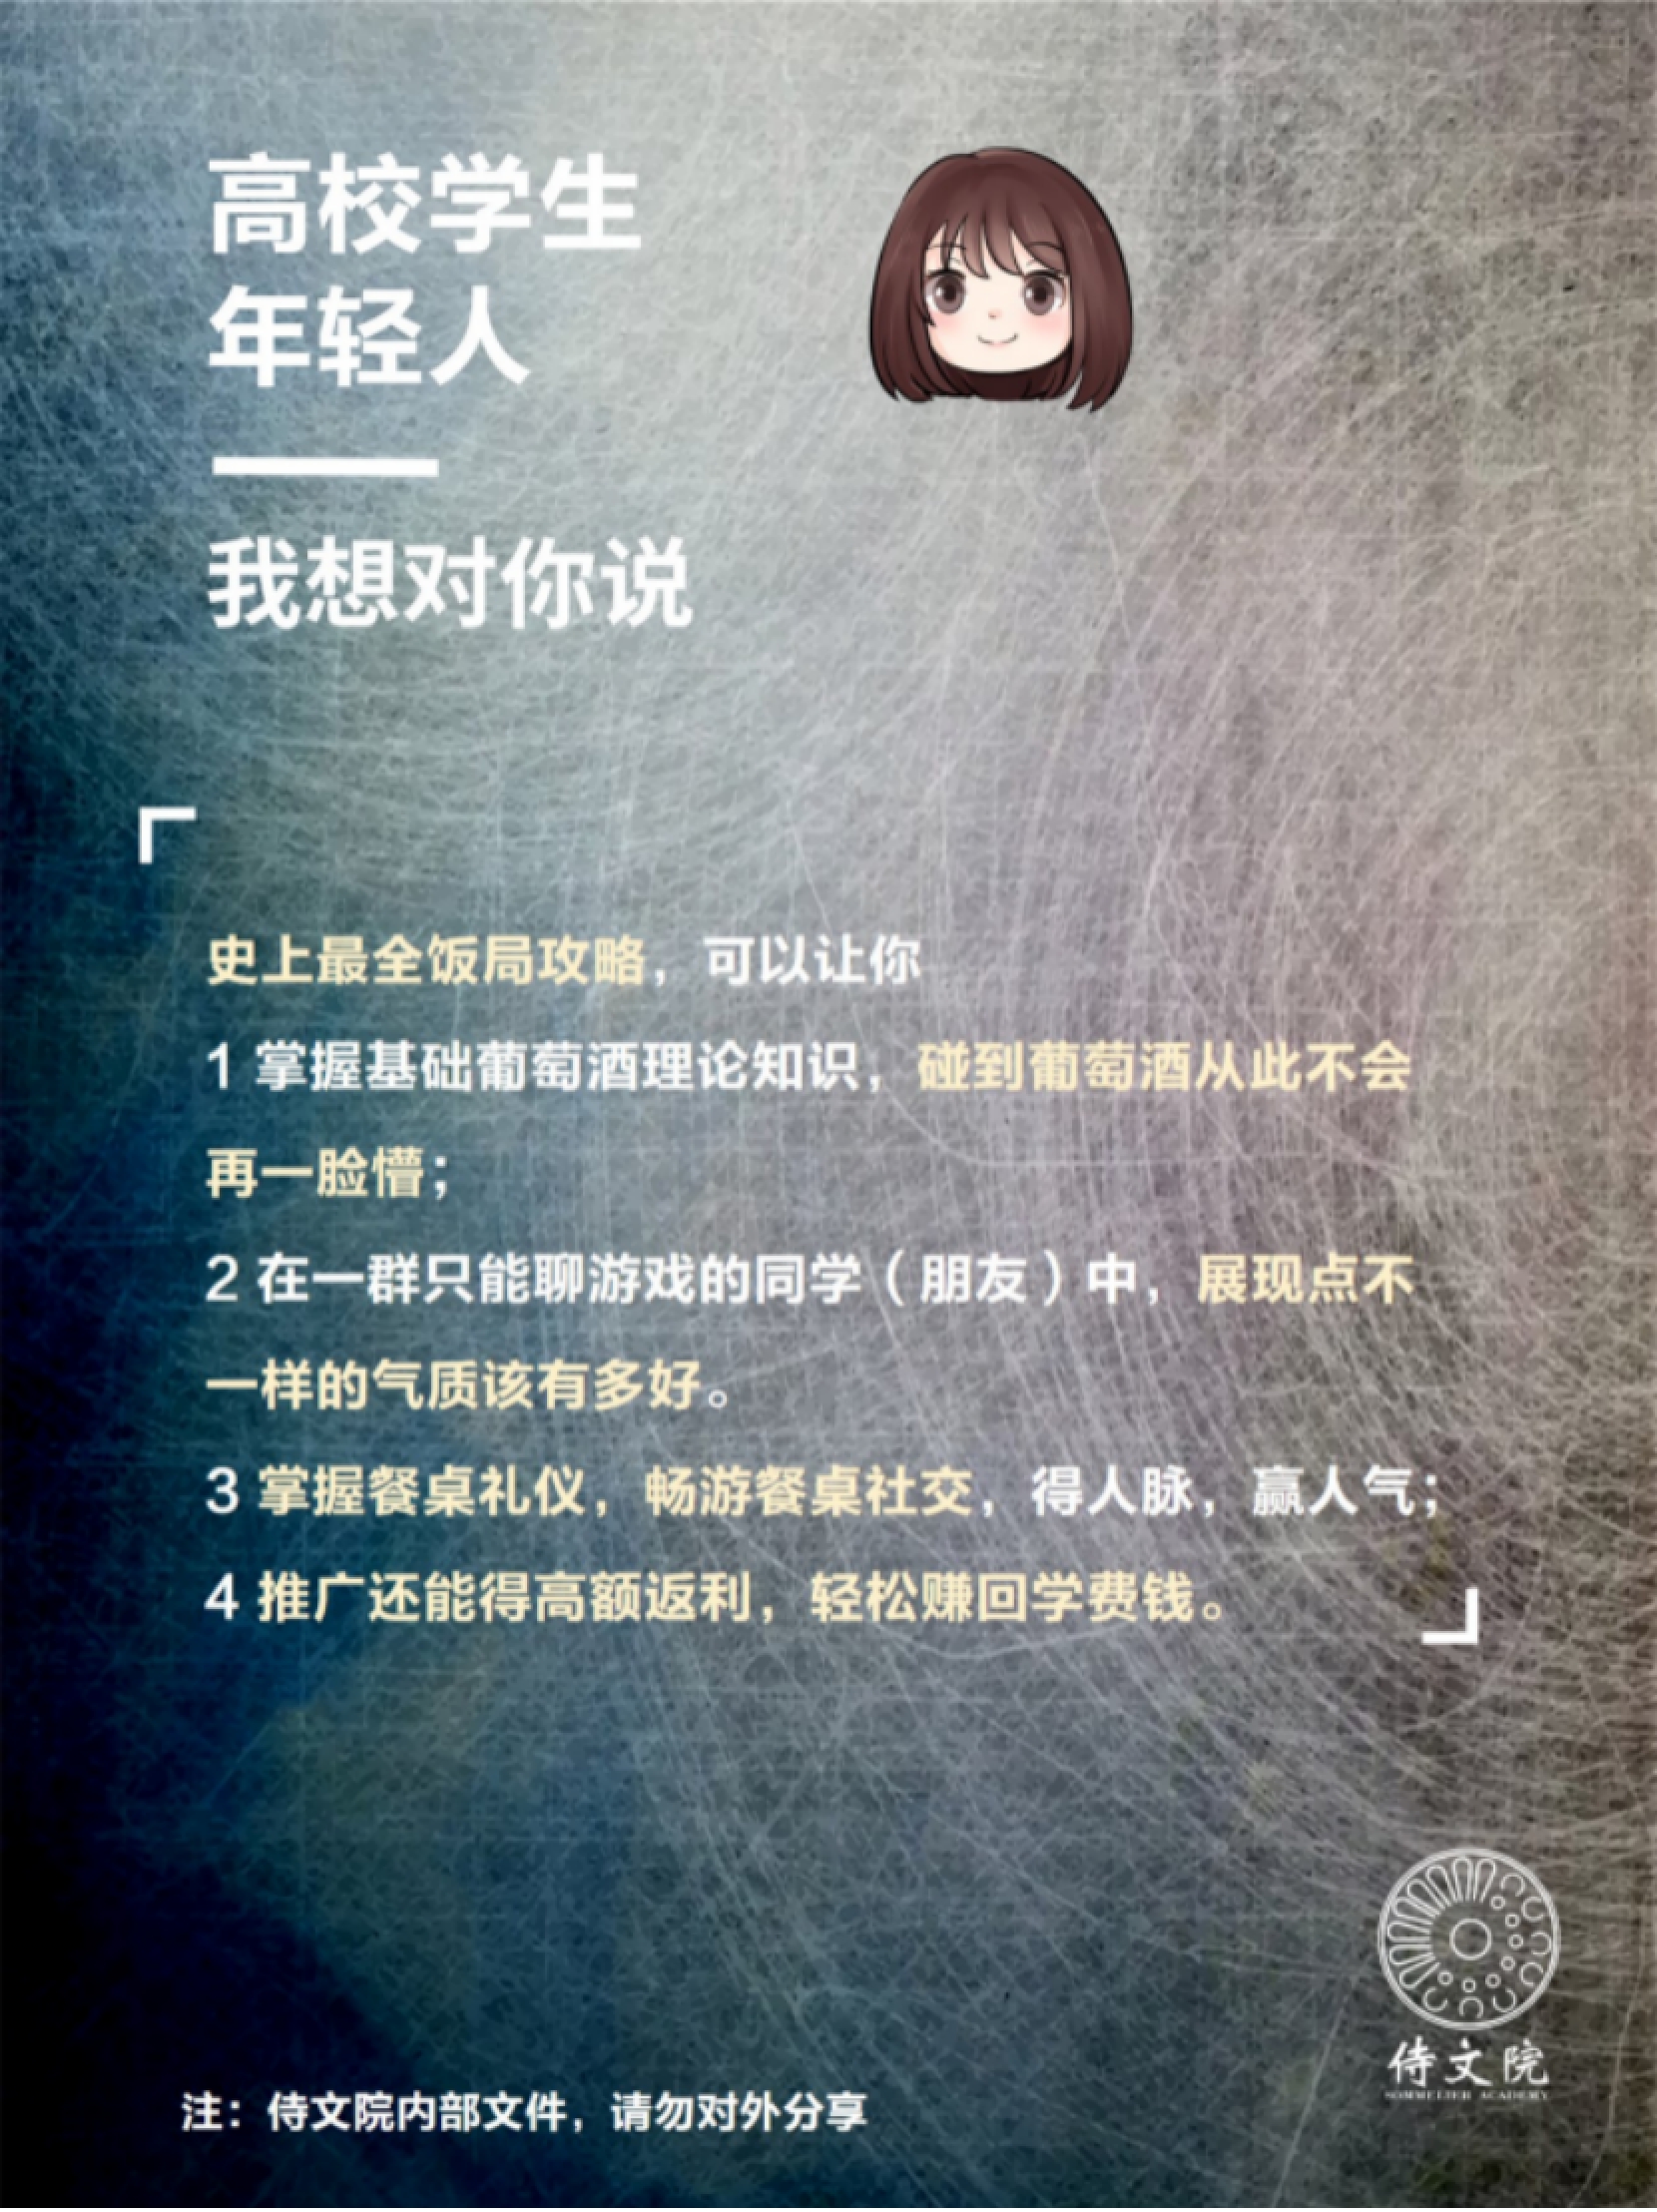 高校学生
年轻人
我想对你说
史上最全饭局攻略，可以让你
1 掌握基础葡萄酒理论知识，碰到葡萄酒从此不会
再一脸懵；
2 在一群只能聊游戏的同学（朋友）中，展现点不
一样的气质该有多好。
3 掌握餐桌礼仪，畅游餐桌社交，得人脉，赢人气；
4 推广还能得高额返利，轻松赚回学费钱。
侍文院
SOMMELIER ACADEMY
注：侍文院内部文件，请勿对外分享